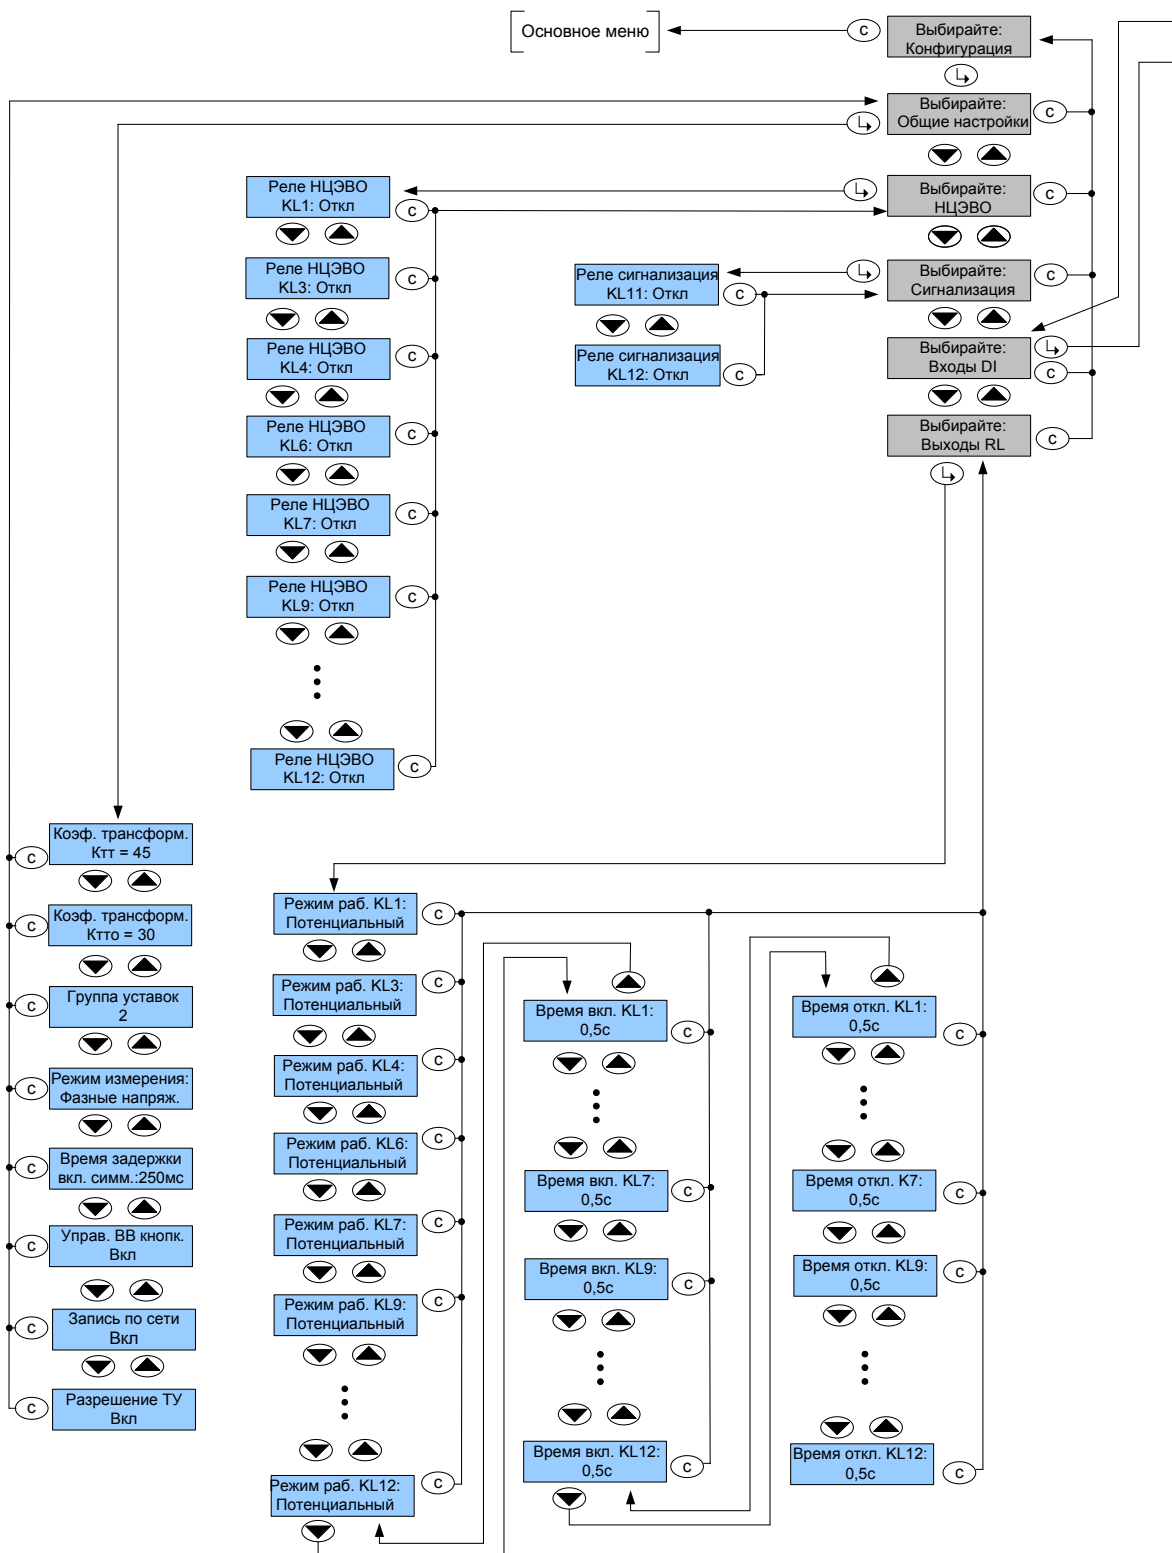 Основное меню
C
Выбирайте:
Конфигурация
Выбирайте:
Общие настройки
C
Выбирайте:
НЦЭВО
C
Выбирайте:
Сигнализация
C
Выбирайте:
Входы DI
C
Выбирайте:
Выходы RL
C
Реле НЦЭВО
KL1: Откл
C
Реле НЦЭВО
KL3: Откл
C
Реле НЦЭВО
KL4: Откл
C
Реле НЦЭВО
KL6: Откл
C
Реле НЦЭВО
KL7: Откл
C
Реле НЦЭВО
KL9: Откл
C
Реле НЦЭВО
KL12: Откл
C
Реле сигнализация
KL11: Откл
C
Реле сигнализация
KL12: Откл
C
Коэф. трансформ.
Ктт = 45
C
Коэф. трансформ.
Ктто = 30
C
Группа уставок
2
C
Режим измерения:
Фазные напряж.
C
Время задержки
вкл. симм.:250мс
C
Управ. ВВ кнопк.
Вкл
C
Запись по сети
Вкл
C
Разрешение ТУ
Вкл
C
Режим раб. KL1:
Потенциальный
C
Режим раб. KL3:
Потенциальный
C
Режим раб. KL4:
Потенциальный
C
Режим раб. KL6:
Потенциальный
C
Режим раб. KL7:
Потенциальный
C
Режим раб. KL9:
Потенциальный
C
Режим раб. KL12:
Потенциальный
C
Время вкл. KL1:
0,5с
C
Время вкл. KL7:
0,5с
C
Время вкл. KL9:
0,5с
C
Время вкл. KL12:
0,5с
C
Время откл. KL1:
0,5с
C
Время откл. K7:
0,5с
C
Время откл. KL9:
0,5с
C
Время откл. KL12:
0,5с
C